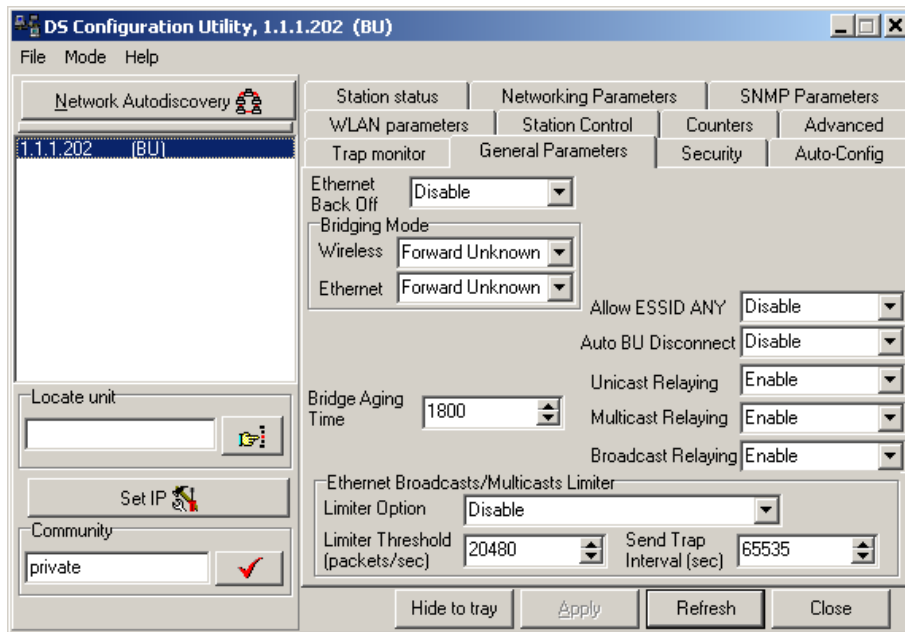 DS Configuration Utility, 1.1.1.202 (BU)
File Mode Help
Network Autodiscovery
1.1.1.202 (BU)
Locate unit
Set IP
Community
private
Station status
Networking Parameters
SNMP Parameters
WLAN parameters
Station Control
Counters
Advanced
Trap monitor
General Parameters
Security
Auto-Config
Ethernet
Back Off
Disable
Bridging Mode
Wireless
Forward Unknown
Ethernet
Forward Unknown
Allow ESSID ANY
Disable
Auto BU Disconnect
Disable
Unicast Relaying
Enable
Bridge Aging
Time
1800
Multicast Relaying
Enable
Broadcast Relaying
Enable
Ethernet Broadcasts/Multicasts Limiter
Limiter Option
Disable
Limiter Threshold
(packets/sec)
20480
Send Trap
Interval (sec)
65535
Hide to tray
Apply
Refresh
Close